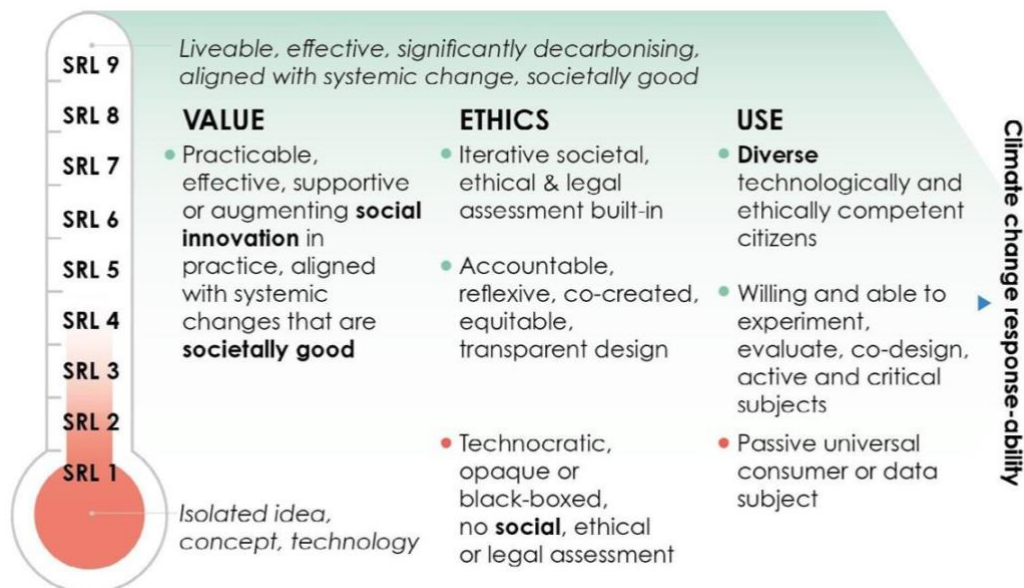 SRL 9
SRL 8
SRL 7
SRL 6
SRL 5
SRL 4
SRL 3
SRL 2
SRL 1
Liveable, effective, significantly decarbonising,
aligned with systemic change, societally good
VALUE
Practicable,
effective, supportive
or augmenting social
innovation in
practice, aligned
with systemic
changes that are
societally good
ETHICS
Iterative societal,
ethical & legal
assessment built-in
Accountable,
reflexive, co-created,
equitable,
transparent design
Technocratic,
opaque or
black-boxed,
no social, ethical
or legal assessment
USE
Diverse
technologically and
ethically competent
citizens
Willing and able to
experiment,
evaluate, co-design,
active and critical
subjects
Passive universal
consumer or data
subject
Isolated idea,
concept, technology
Climate change response-ability